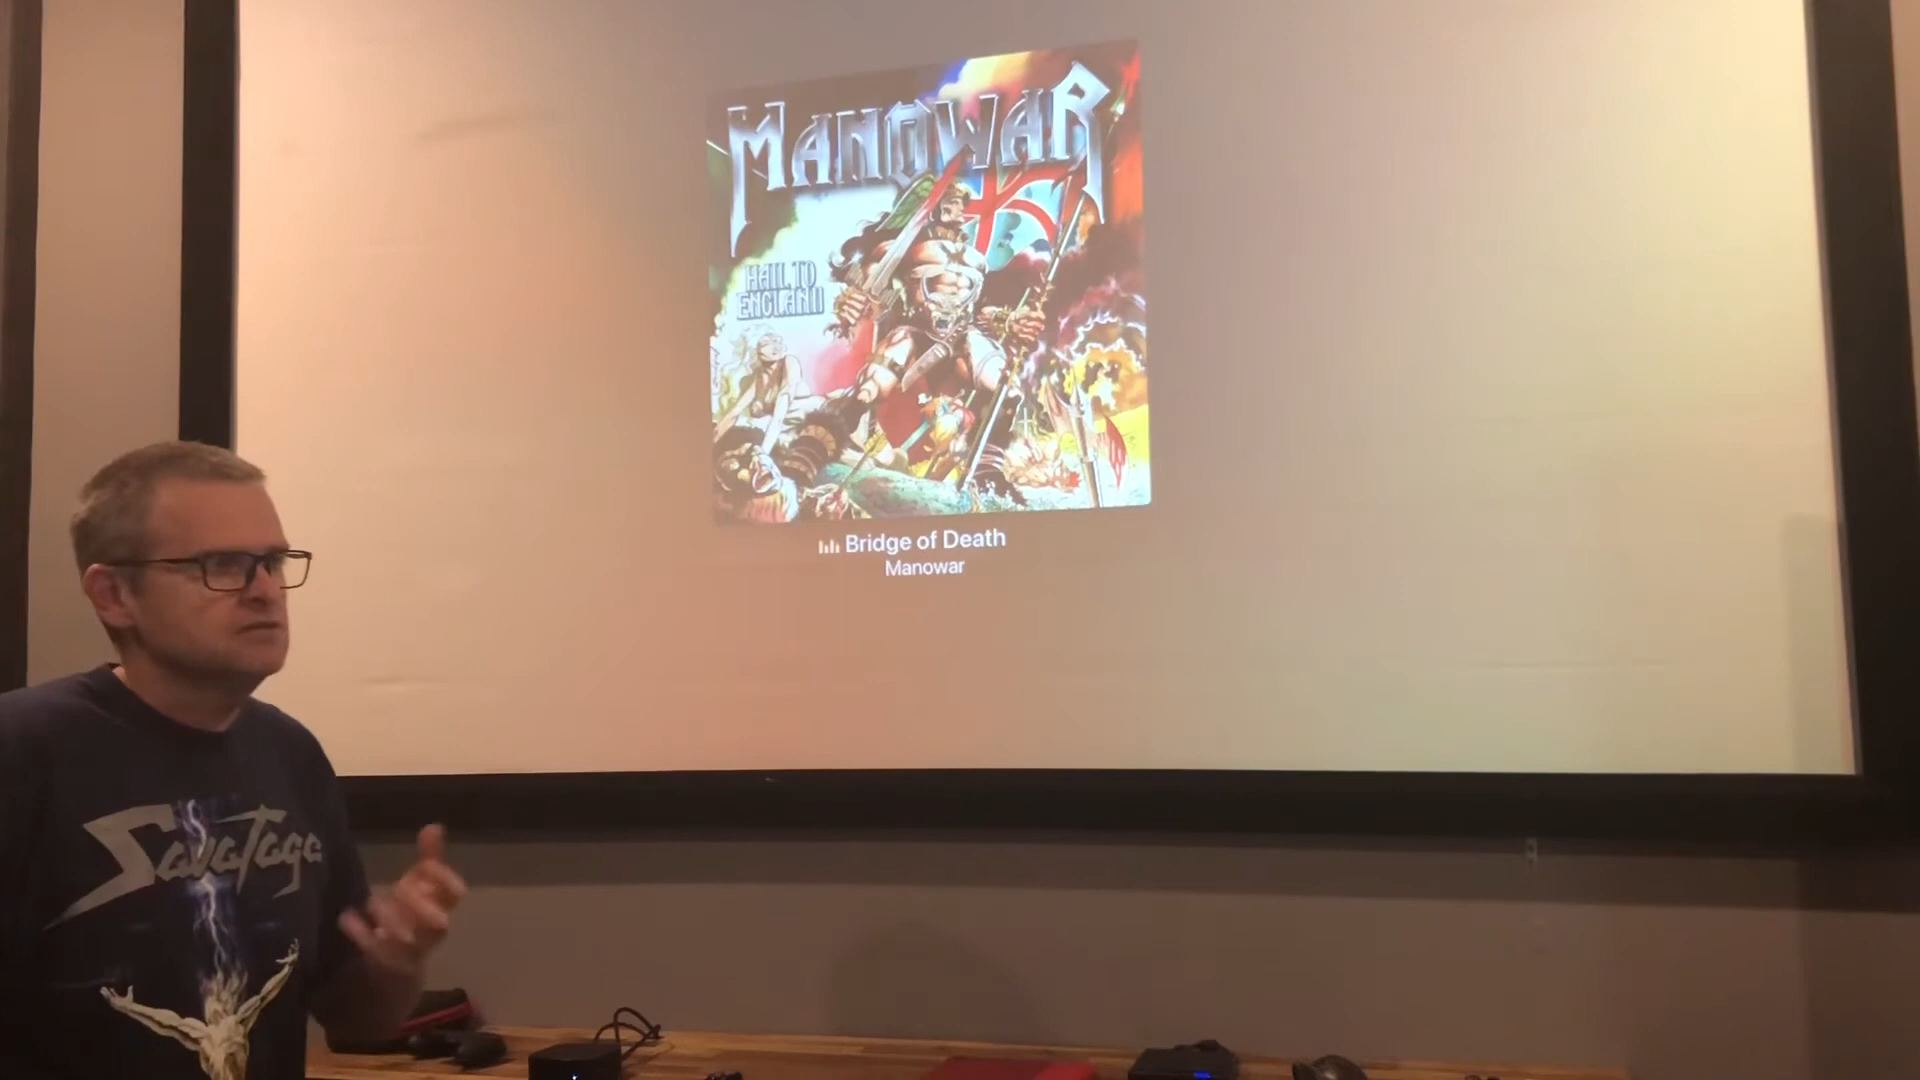 MANOWAR
HAIL TO
ENGLAND
Bridge of Death
Manowar
Savatage